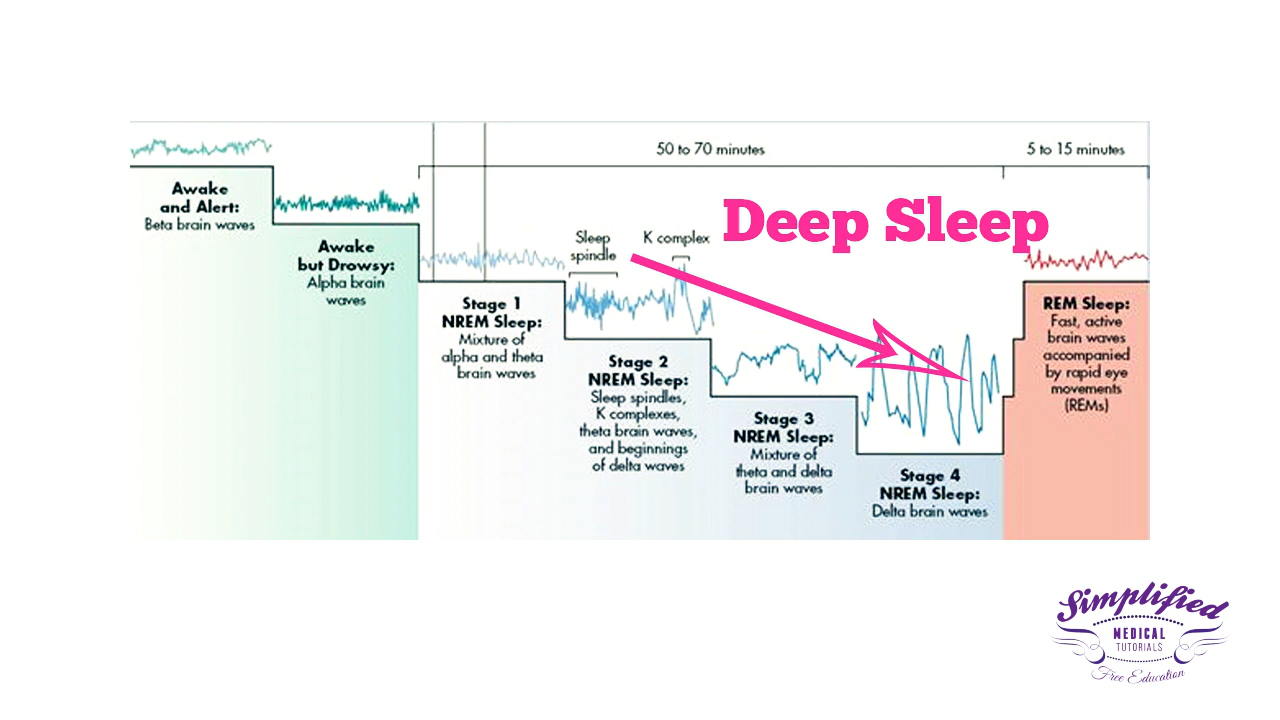 50 to 70 minutes
5 to 15 minutes
Deep Sleep
Awake
and Alert:
Beta brain waves
Awake
but Drowsy:
Alpha brain
waves
Stage 1
NREM Sleep:
Mixture of
alpha and theta
brain waves
Sleep
spindle
K complex
Stage 2
NREM Sleep:
Sleep spindles,
K complexes,
theta brain waves,
and beginnings
of delta waves
Stage 3
NREM Sleep:
Mixture of
theta and delta
brain waves
Stage 4
NREM Sleep:
Delta brain waves
REM Sleep:
Fast, active
brain waves
accompanied
by rapid eye
movements
(REMs)
Simplified
MEDICAL
TUTORIALS
Free Education